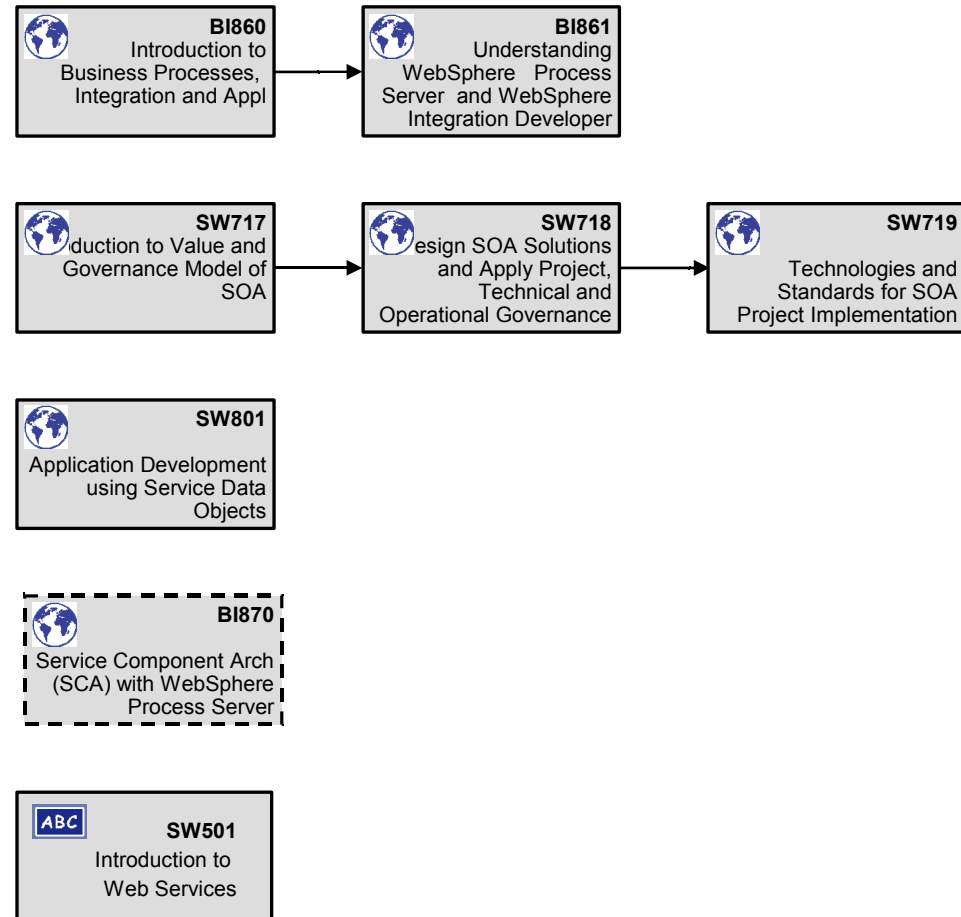 BI860
Introduction to
Business Processes,
Integration and Appl
BI861
Understanding
WebSphere Process
Server and WebSphere
Integration Developer
SW717
duction to Value and
Governance Model of
SOA
SW718
esign SOA Solutions
and Apply Project,
Technical and
Operational Governance
SW719
Technologies and
Standards for SOA
Project Implementation
SW801
Application Development
using Service Data
Objects
BI870
Service Component Arch
(SCA) with WebSphere
Process Server
ABC
SW501
Introduction to
Web Services